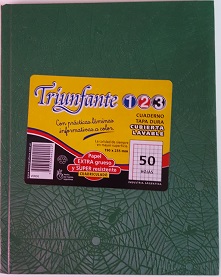 Triunfante 1 2 3
Con prácticas láminas
informativas a color.
CUADERNO
TAPA DURA
CUBIERTA
LAVABLE
Papel
EXTRA grueso
y SUPER resistente
CUADRICULADO
50
HOJAS
INDUSTRIA ARGENTINA